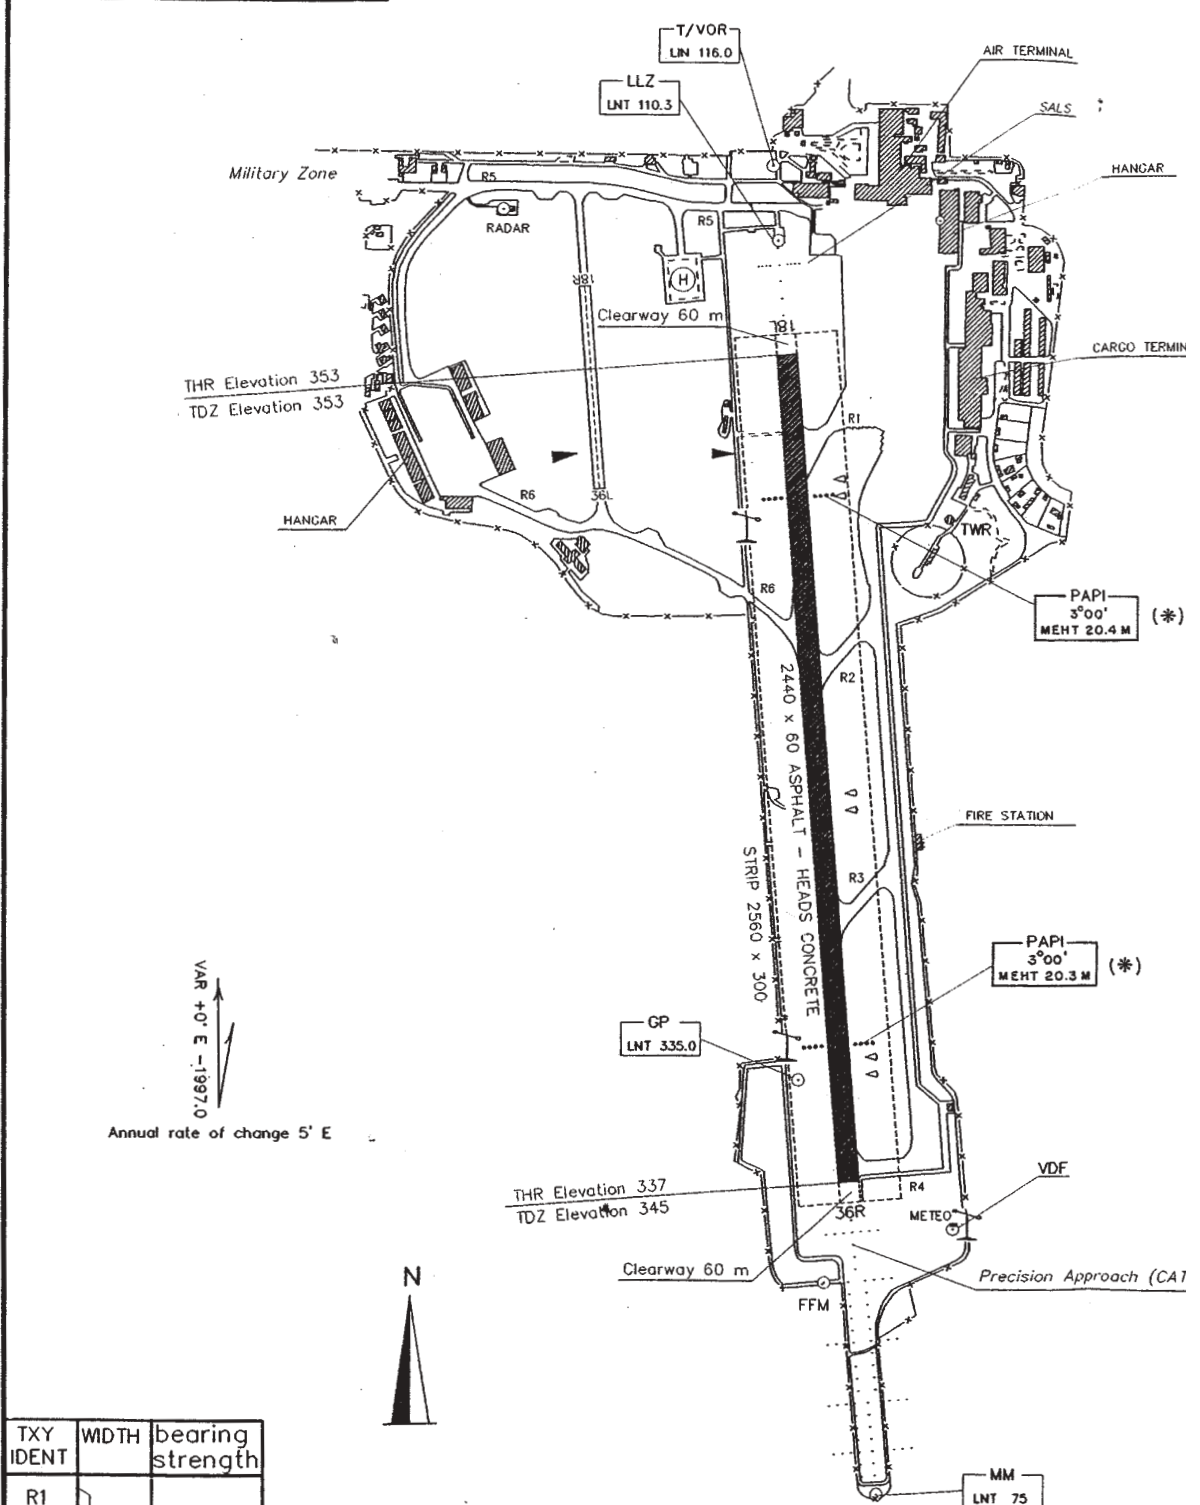 T/VOR
LIN 116.0
AIR TERMINAL
LLZ
LNT 110.3
SALS
Military Zone
HANGAR
R5
R5
RADAR
18R
H
Clearway 60 m
18L
CARGO TERMIN
THR Elevation 353
TDZ Elevation 353
R1
R6
36L
HANGAR
TWR
R6
PAPI
3°00'
MEHT 20.4 M
(*)
R2
2440 x 60 ASPHALT - HEADS CONCRETE
STRIP 2560 x 300
FIRE STATION
R3
PAPI
3°00'
MEHT 20.3 M
(*)
VAR +0° E -1997.0
GP
LNT 335.0
Annual rate of change 5' E
THR Elevation 337
TDZ Elevation 345
R4
VDF
36R
METEO
Clearway 60 m
Precision Approach (CAT
N
FFM
TXY IDENT
WIDTH
bearing strength
R1
MM
LNT 75